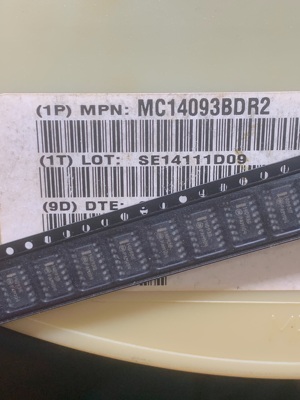 (1P) MPN: MC14093BDR2
(1T) LOT: SE14111D09
(9D) DTE: